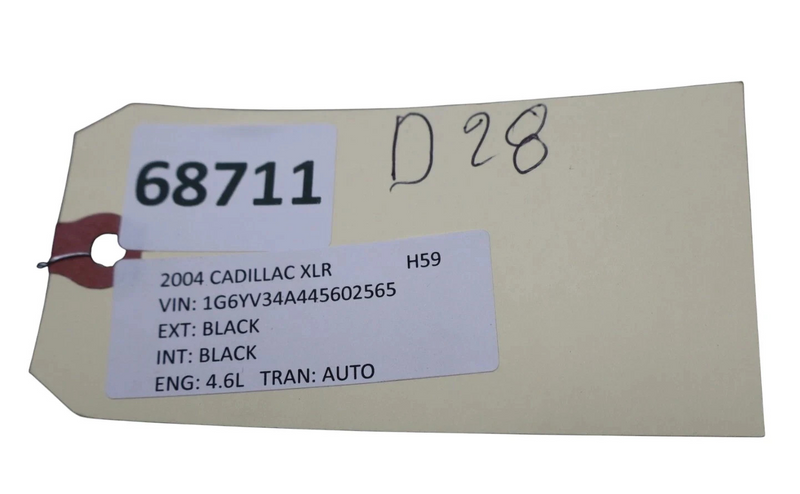 D 28
68711
2004 CADILLAC XLR H59
VIN: 1G6YV34A445602565
EXT: BLACK
INT: BLACK
ENG: 4.6L TRAN: AUTO